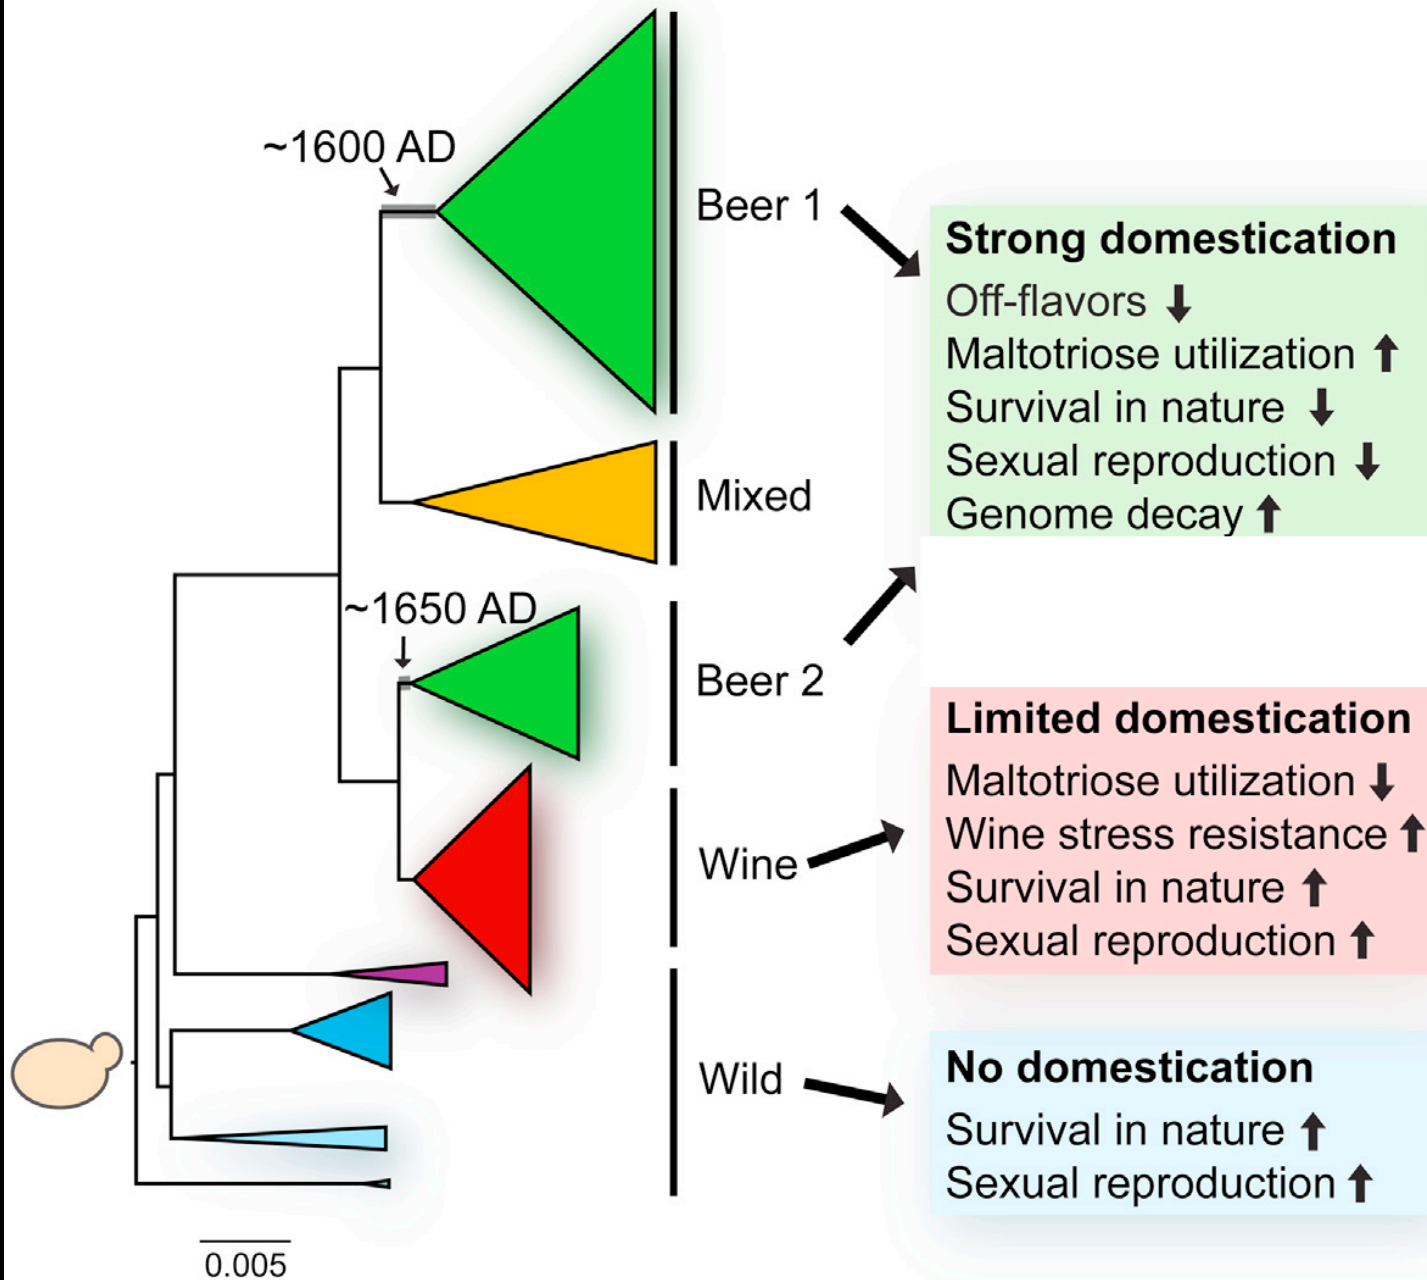 ~1600 AD
Beer 1
Strong domestication
Off-flavors ↓
Maltotriose utilization ↑
Survival in nature ↓
Sexual reproduction ↓
Genome decay ↑
Mixed
~1650 AD
Beer 2
Limited domestication
Maltotriose utilization ↓
Wine stress resistance ↑
Survival in nature ↑
Sexual reproduction ↑
Wine
Wild
No domestication
Survival in nature ↑
Sexual reproduction ↑
0.005